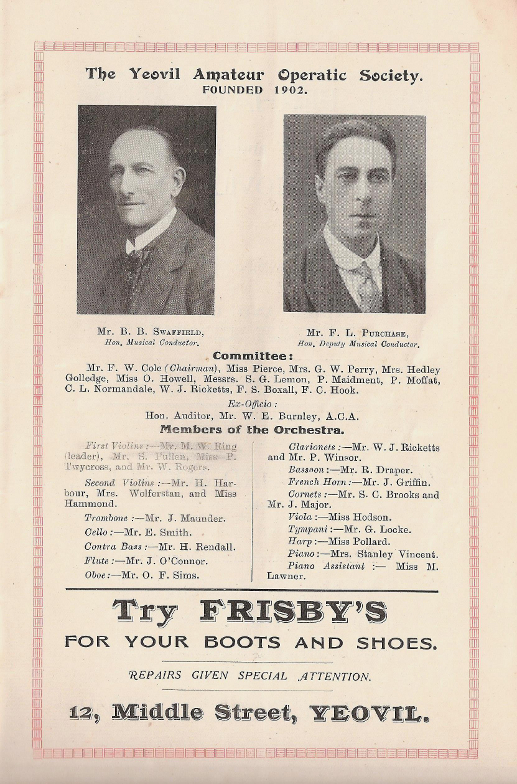 The Yeovil Amateur Operatic Society.
FOUNDED 1902.
Mr. B. B. SWAFFIELD,
Hon. Musical Conductor.
Mr. F. L. PURCHASE,
Hon. Deputy Musical Conductor.
Committee:
Mr. F. W. Cole (Chairman), Miss Pierce, Mrs. G. W. Perry, Mrs. Hedley
Golledge, Miss O. Howell, Messrs. S. G. Lemon, P. Maidment, P. Moffat,
C. L. Normandale, W. J. Ricketts, F. S. Boxall, F. C. Hook.
Ex-Officio:
Hon. Auditor, Mr. W. E. Burnley, A.C.A.
Members of the Orchestra.
First Violins:—Mr. M. W. Ring
(leader), Mr. S. Pullen, Miss P.
Twycross, and Mr. W. Rogers.
Second Violins:—Mr. H. Har-
bour, Mrs. Wolferstan, and Miss
Hammond.
Trombone:—Mr. J. Maunder.
Cello:—Mr. E. Smith.
Contra Bass:—Mr. H. Rendall.
Flute:—Mr. J. O'Connor.
Oboe:—Mr. O. F. Sims.
Clarionets:—Mr. W. J. Ricketts
and Mr. P. Winsor.
Bassoon:—Mr. R. Draper.
French Horn:—Mr. J. Griffin.
Cornets:—Mr. S. C. Brooks and
Mr. J. Major.
Viola:—Miss Hodson.
Tympani:—Mr. G. Locke.
Harp:—Miss Pollard.
Piano:—Mrs. Stanley Vincent.
Piano Assistant:— Miss M.
Lawner.
Try FRISBY'S
FOR YOUR BOOTS AND SHOES.
REPAIRS GIVEN SPECIAL ATTENTION.
12, Middle Street, YEOVIL.